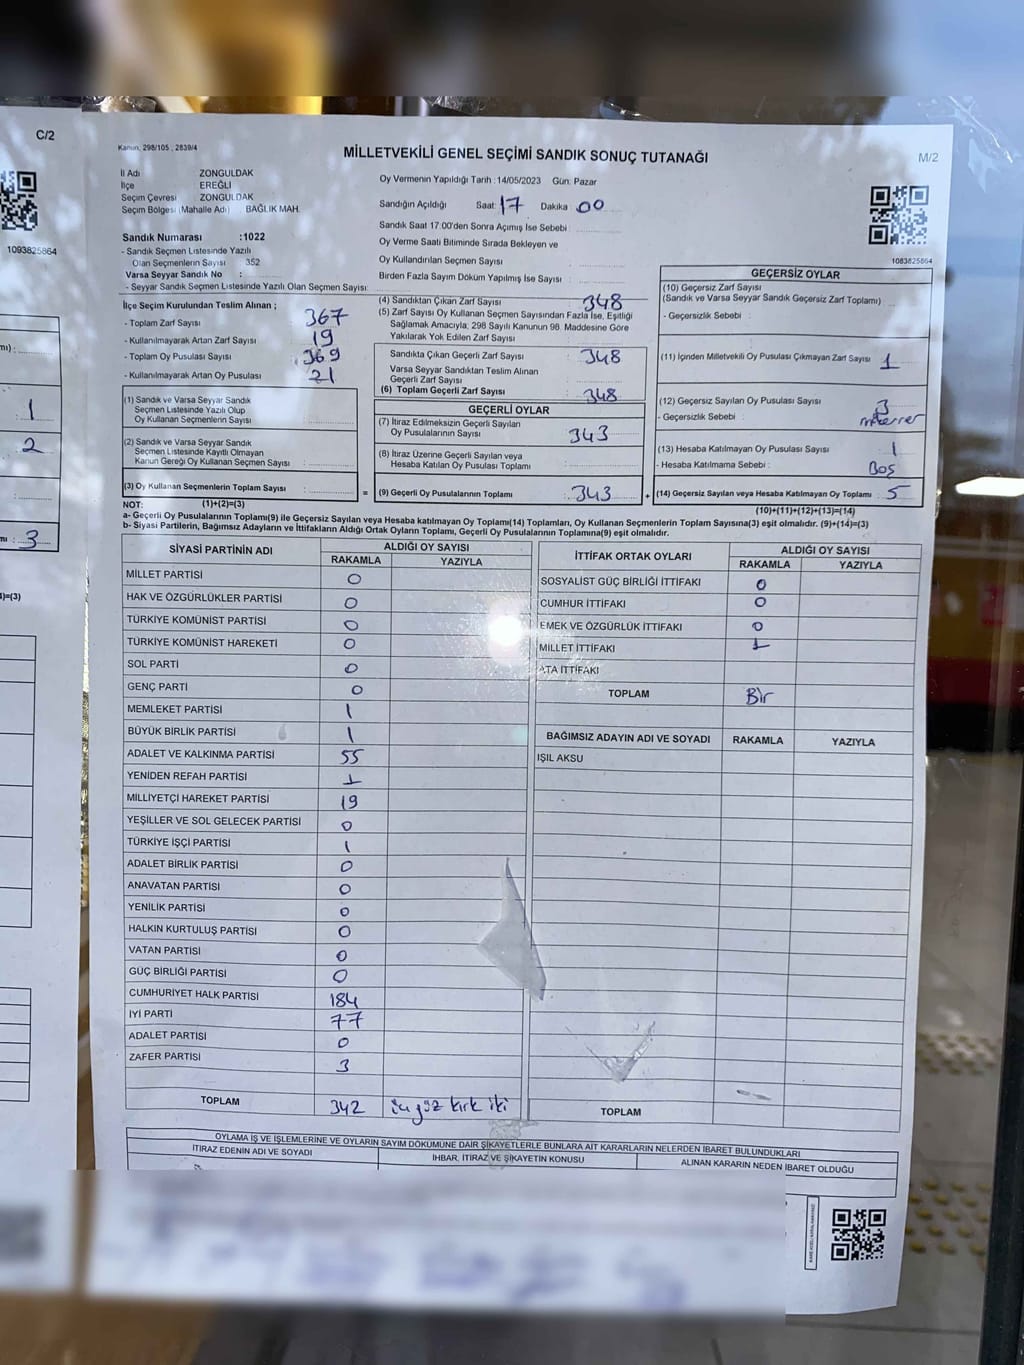 C/2
1093825864
1
2
3
Kanun, 298/105 , 2839/4
MİLLETVEKİLİ GENEL SEÇİMİ SANDIK SONUÇ TUTANAĞI
M/2
İl Adı ZONGULDAK
İlçe EREĞLİ
Seçim Çevresi ZONGULDAK
Seçim Bölgesi (Mahalle Adı) BAĞLIK MAH.
Sandık Numarası :1022
- Sandık Seçmen Listesinde Yazılı
Olan Seçmenlerin Sayısı : 352
Varsa Seyyar Sandık No :
- Seyyar Sandık Seçmen Listesinde Yazılı Olan Seçmen Sayısı:
Oy Vermenin Yapıldığı Tarih :14/05/2023 Gün: Pazar
Sandığın Açıldığı Saat: 17 Dakika 00
Sandık Saat 17:00'den Sonra Açımış İse Sebebi :
Oy Verme Saati Bitiminde Sırada Bekleyen ve
Oy Kullandırılan Seçmen Sayısı :
Birden Fazla Sayım Döküm Yapılmış İse Sayısı :
1083825864
İlçe Seçim Kurulundan Teslim Alınan ;
- Toplam Zarf Sayısı : 367
- Kullanılmayarak Artan Zarf Sayısı : 19
- Toplam Oy Pusulası Sayısı : 369
- Kullanılmayarak Artan Oy Pusulası : 21
(1) Sandık ve Varsa Seyyar Sandık
Seçmen Listesinde Yazılı Olup
Oy Kullanan Seçmenlerin Sayısı :
(2) Sandık ve Varsa Seyyar Sandık
Seçmen Listesinde Kayıtlı Olmayan
Kanun Gereği Oy Kullanan Seçmen Sayısı :
(3) Oy Kullanan Seçmenlerin Toplam Sayısı :
(1)+(2)=(3)
(4) Sandıktan Çıkan Zarf Sayısı : 348
(5) Zarf Sayısı Oy Kullanan Seçmen Sayısından Fazla İse, Eşitliği
Sağlamak Amacıyla; 298 Sayılı Kanunun 98. Maddesine Göre
Yakılarak Yok Edilen Zarf Sayısı :
Sandıkta Çıkan Geçerli Zarf Sayısı : 348
Varsa Seyyar Sandıktan Teslim Alınan
Geçerli Zarf Sayısı :
(6) Toplam Geçerli Zarf Sayısı : 348
GEÇERLİ OYLAR
(7) İtiraz Edilmeksizin Geçerli Sayılan
Oy Pusulalarının Sayısı : 343
(8) İtiraz Üzerine Geçerli Sayılan veya
Hesaba Katılan Oy Pusulası Toplamı :
= (9) Geçerli Oy Pusulalarının Toplamı : 343 +
GEÇERSİZ OYLAR
(10) Geçersiz Zarf Sayısı
(Sandık ve Varsa Seyyar Sandık Geçersiz Zarf Toplamı) :
- Geçersizlik Sebebi :
(11) İçinden Milletvekili Oy Pusulası Çıkmayan Zarf Sayısı : 1
(12) Geçersiz Sayılan Oy Pusulası Sayısı : 3
- Geçersizlik Sebebi :
(13) Hesaba Katılmayan Oy Pusulası Sayısı : 1
- Hesaba Katılmama Sebebi : Boş
(14) Geçersiz Sayılan veya Hesaba Katılmayan Oy Toplamı : 5
(10)+(11)+(12)+(13)=(14)
NOT:
a- Geçerli Oy Pusulalarının Toplamı(9) ile Geçersiz Sayılan veya Hesaba katılmayan Oy Toplamı(14) Toplamları, Oy Kullanan Seçmenlerin Toplam Sayısına(3) eşit olmalıdır. (9)+(14)=(3)
b- Siyasi Partilerin, Bağımsız Adayların ve İttifakların Aldığı Ortak Oyların Toplamı, Geçerli Oy Pusulalarının Toplamına(9) eşit olmalıdır.
SİYASİ PARTİNİN ADI ALDIĞI OY SAYISI
RAKAMLA YAZIYLA
MİLLET PARTİSİ 0
HAK VE ÖZGÜRLÜKLER PARTİSİ 0
TÜRKİYE KOMÜNİST PARTİSİ 0
TÜRKİYE KOMÜNİST HAREKETİ 0
SOL PARTİ 0
GENÇ PARTİ 0
MEMLEKET PARTİSİ 1
BÜYÜK BİRLİK PARTİSİ 1
ADALET VE KALKINMA PARTİSİ 55
YENİDEN REFAH PARTİSİ 1
MİLLİYETÇİ HAREKET PARTİSİ 19
YEŞİLLER VE SOL GELECEK PARTİSİ 0
TÜRKİYE İŞÇİ PARTİSİ 1
ADALET BİRLİK PARTİSİ 0
ANAVATAN PARTİSİ 0
YENİLİK PARTİSİ 0
HALKIN KURTULUŞ PARTİSİ 0
VATAN PARTİSİ 0
GÜÇ BİRLİĞİ PARTİSİ 0
CUMHURİYET HALK PARTİSİ 184
İYİ PARTİ 77
ADALET PARTİSİ 0
ZAFER PARTİSİ 3
TOPLAM 342 üç yüz kırk iki
İTTİFAK ORTAK OYLARI ALDIĞI OY SAYISI
RAKAMLA YAZIYLA
SOSYALİST GÜÇ BİRLİĞİ İTTİFAKI 0
CUMHUR İTTİFAKI 0
EMEK VE ÖZGÜRLÜK İTTİFAKI 0
MİLLET İTTİFAKI 1
ATA İTTİFAKI
TOPLAM Bir
BAĞIMSIZ ADAYIN ADI VE SOYADI RAKAMLA YAZIYLA
IŞIL AKSU
TOPLAM
OYLAMA İŞ VE İŞLEMLERİNE VE OYLARIN SAYIM DÖKÜMÜNE DAİR ŞİKAYETLERLE BUNLARA AİT KARARLARIN NELERDEN İBARET BULUNDUKLARI
İTİRAZ EDENİN ADI VE SOYADI İHBAR, İTİRAZ VE ŞİKAYETİN KONUSU ALINAN KARARIN NEDEN İBARET OLDUĞU